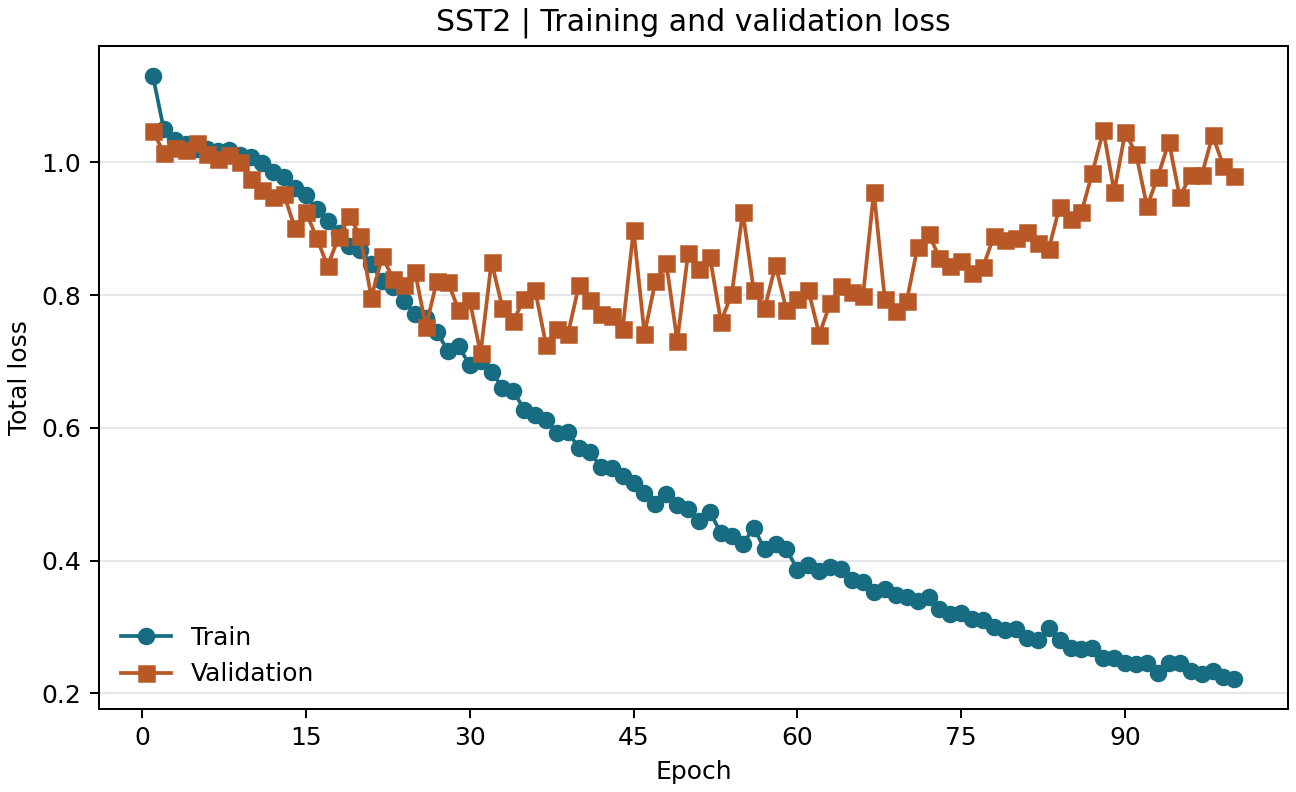 SST2 | Training and validation loss
Total loss
1.0
0.8
0.6
0.4
0.2
Train
Validation
0 15 30 45 60 75 90
Epoch